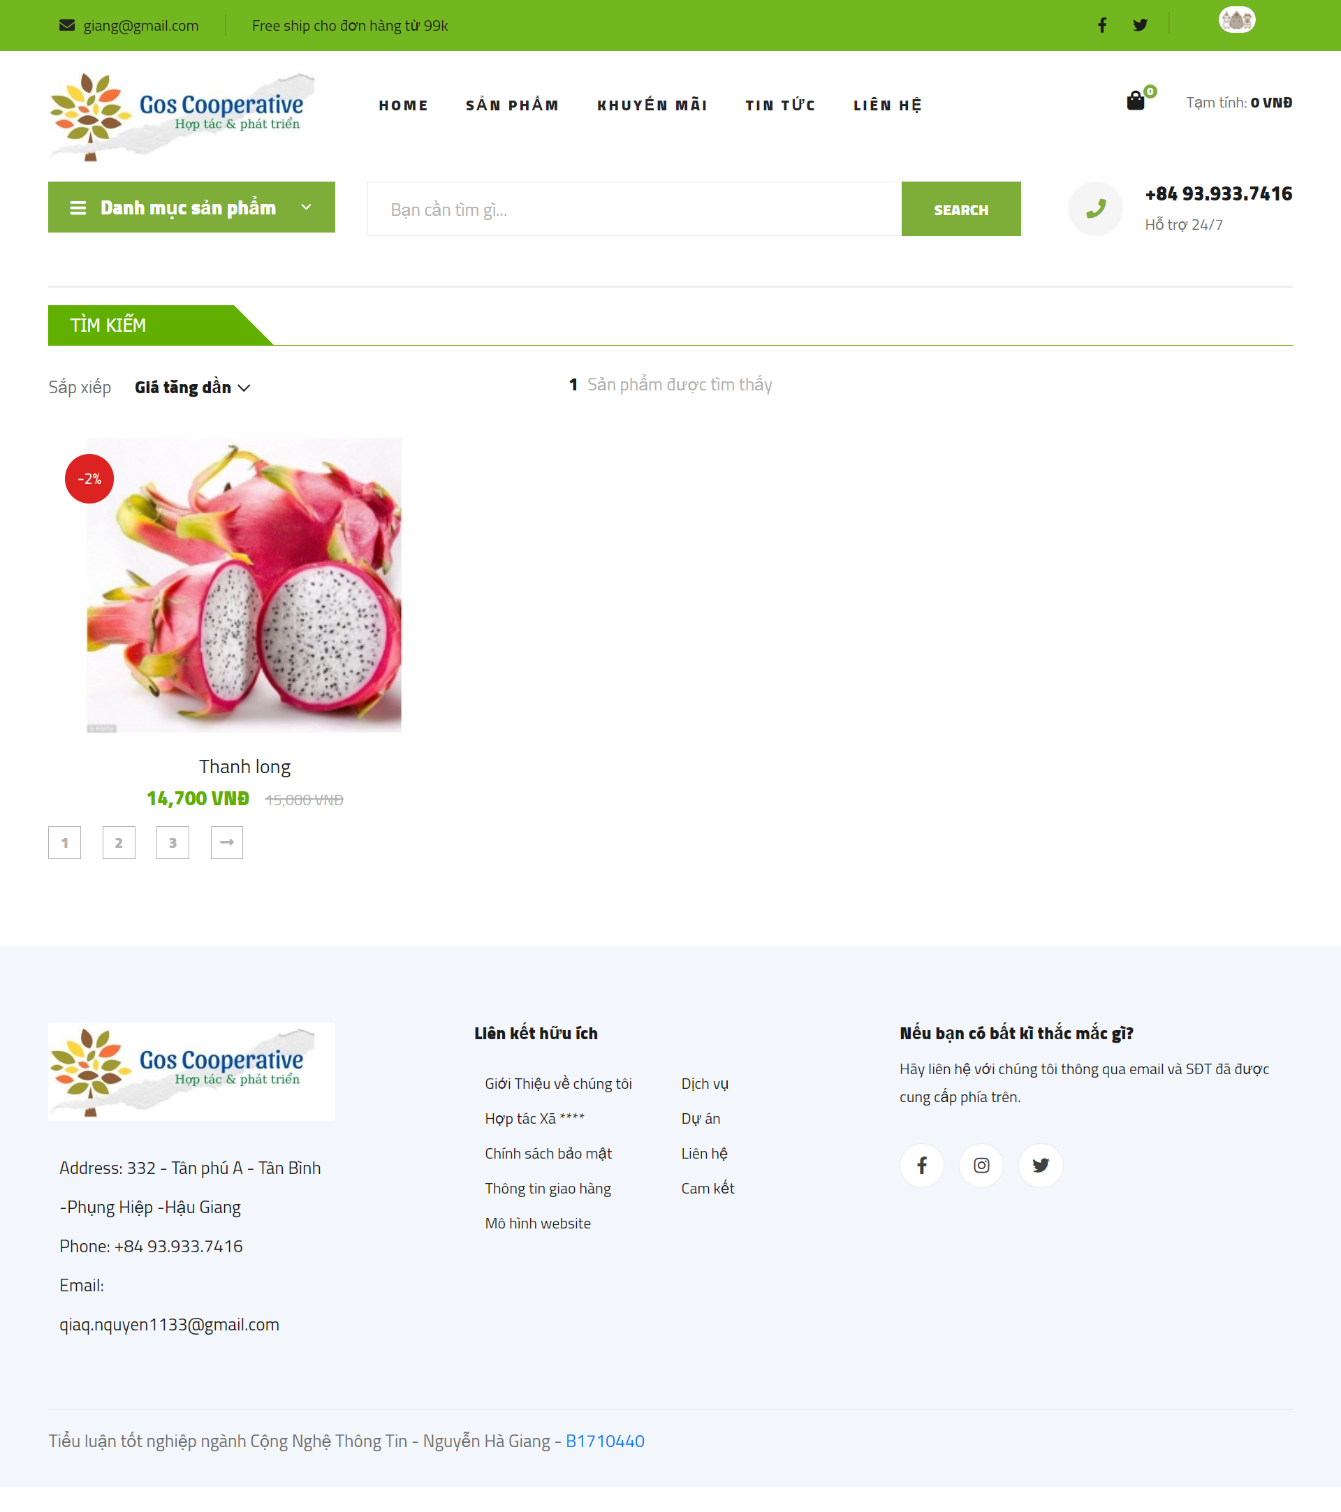 giang@gmail.com
Free ship cho đơn hàng từ 99k
Gos Cooperative
Hợp tác & phát triển
HOME
SẢN PHẨM
KHUYẾN MÃI
TIN TỨC
LIÊN HỆ
0
Tạm tính: 0 VNĐ
Danh mục sản phẩm
Bạn cần tìm gì...
SEARCH
+84 93.933.7416
Hỗ trợ 24/7
TÌM KIẾM
Sắp xiếp
Giá tăng dần
1 Sản phẩm được tìm thấy
-2%
Thanh long
14,700 VNĐ 15,000 VNĐ
1
2
3
Gos Cooperative
Hợp tác & phát triển
Address: 332 - Tân phú A - Tân Bình
-Phụng Hiệp -Hậu Giang
Phone: +84 93.933.7416
Email:
qiaq.nquyen1133@gmail.com
Liên kết hữu ích
Giới Thiệu về chúng tôi
Hợp tác Xã ****
Chính sách bảo mật
Thông tin giao hàng
Mô hình website
Dịch vụ
Dự án
Liên hệ
Cam kết
Nếu bạn có bất kì thắc mắc gì?
Hãy liên hệ với chúng tôi thông qua email và SĐT đã được
cung cấp phía trên.
Tiểu luận tốt nghiệp ngành Cộng Nghệ Thông Tin - Nguyễn Hà Giang - B1710440